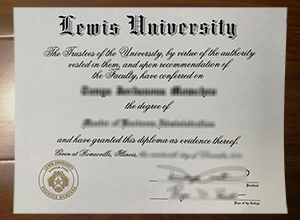 Lewis University
The Trustees of the University, by virtue of the authority
vested in them, and upon recommendation of
the Faculty, have conferred on
the degree of
Master of Business Administration
and have granted this diploma as evidence thereof.
Given at Romeoville, Illinois,
President